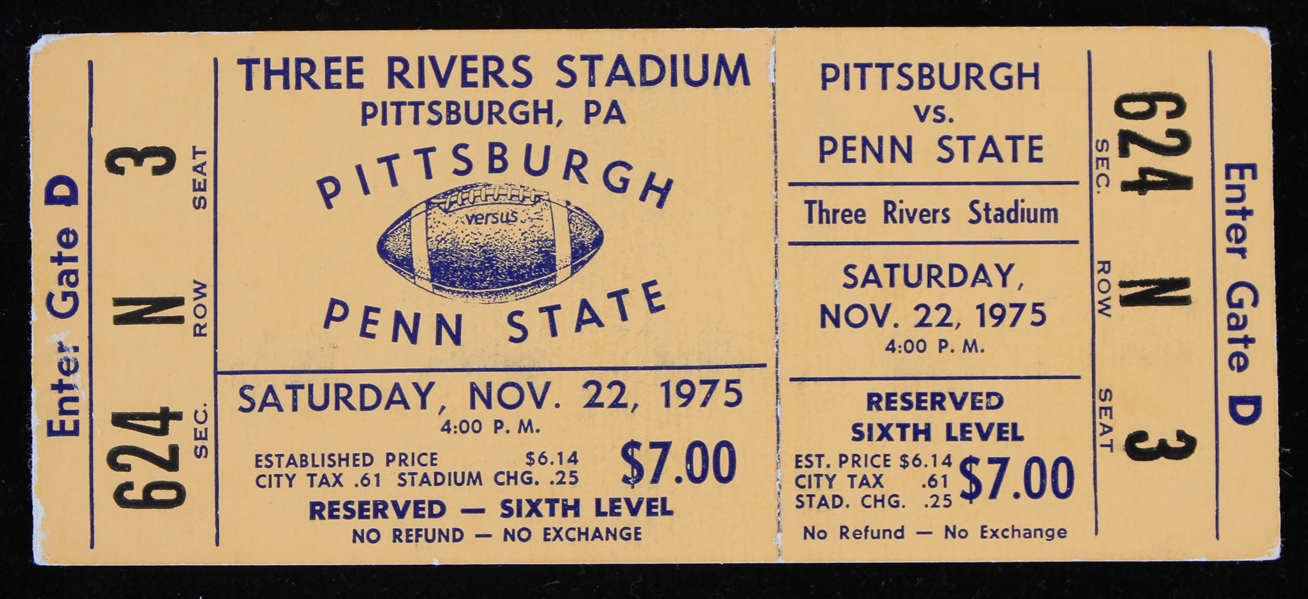 Enter Gate D
624 N 3
SEC. ROW SEAT
THREE RIVERS STADIUM
PITTSBURGH, PA
PITTSBURGH
versus
PENN STATE
SATURDAY, NOV. 22, 1975
4:00 P. M.
ESTABLISHED PRICE $6.14
CITY TAX .61 STADIUM CHG. .25
$7.00
RESERVED — SIXTH LEVEL
NO REFUND — NO EXCHANGE
PITTSBURGH
vs.
PENN STATE
Three Rivers Stadium
SATURDAY,
NOV. 22, 1975
4:00 P. M.
RESERVED
SIXTH LEVEL
EST. PRICE $6.14
CITY TAX .61
STAD. CHG. .25
$7.00
No Refund — No Exchange
SEC. ROW SEAT
624 N 3
Enter Gate D